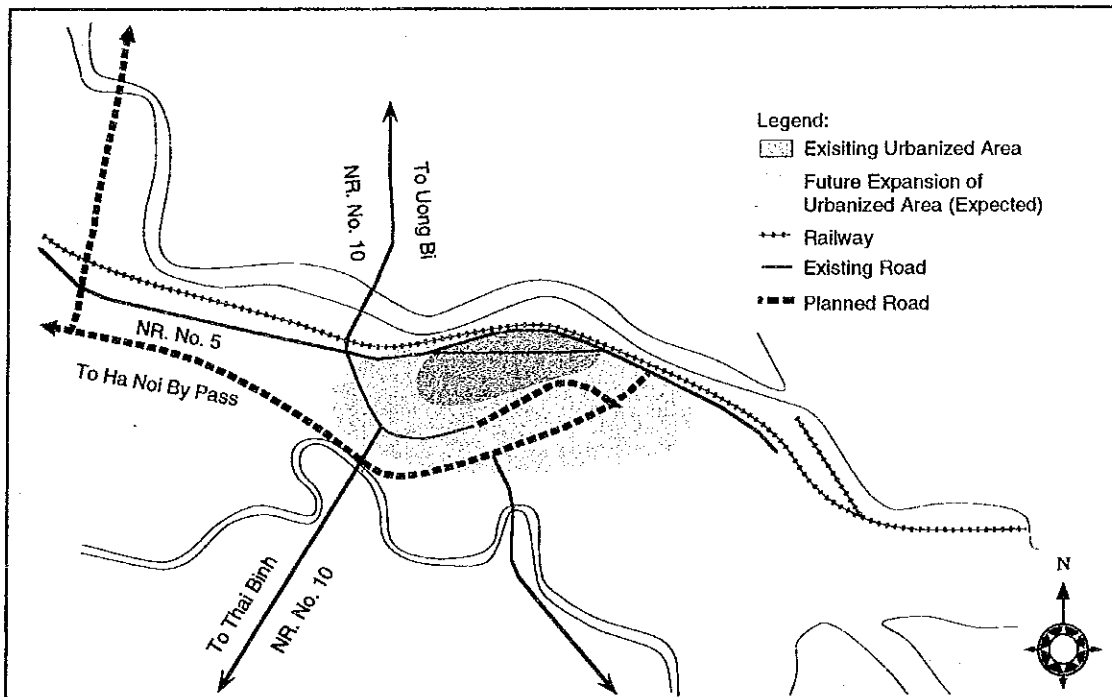 NR. No. 10
To Uong Bi
Legend:
Exisiting Urbanized Area
Future Expansion of
Urbanized Area (Expected)
Railway
Existing Road
Planned Road
NR. No. 5
To Ha Noi By Pass
To Thai Binh
NR. No. 10
N